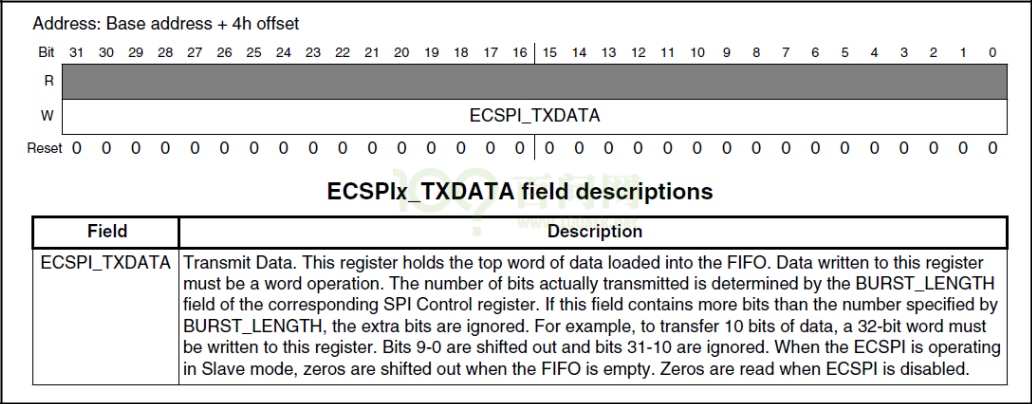 Address: Base address + 4h offset
Bit 31 30 29 28 27 26 25 24 23 22 21 20 19 18 17 16 15 14 13 12 11 10 9 8 7 6 5 4 3 2 1 0
R
W ECSPI_TXDATA
Reset 0 0 0 0 0 0 0 0 0 0 0 0 0 0 0 0 0 0 0 0 0 0 0 0 0 0 0 0 0 0 0 0
100? 百问网
ECSPIx_TXDATA field descriptions
www.100ask.net
Field Description
ECSPI_TXDATA Transmit Data. This register holds the top word of data loaded into the FIFO. Data written to this register
must be a word operation. The number of bits actually transmitted is determined by the BURST_LENGTH
field of the corresponding SPI Control register. If this field contains more bits than the number specified by
BURST_LENGTH, the extra bits are ignored. For example, to transfer 10 bits of data, a 32-bit word must
be written to this register. Bits 9-0 are shifted out and bits 31-10 are ignored. When the ECSPI is operating
in Slave mode, zeros are shifted out when the FIFO is empty. Zeros are read when ECSPI is disabled.